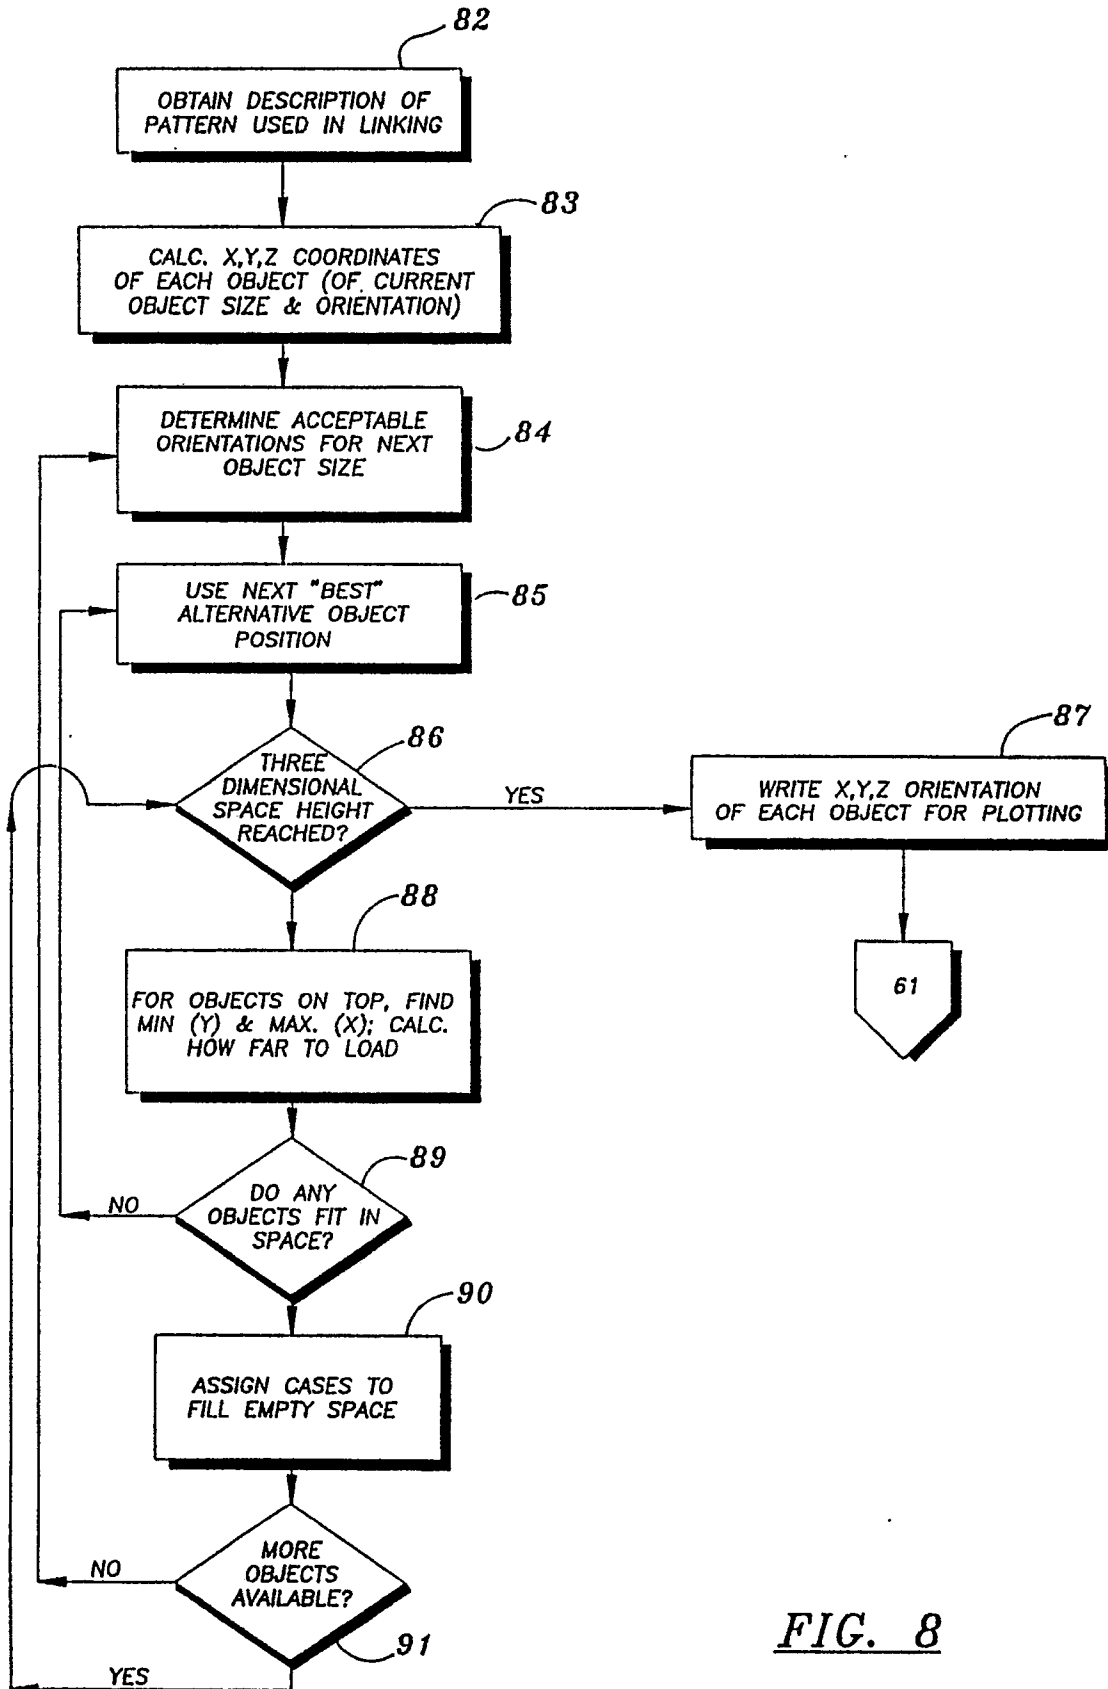 82
OBTAIN DESCRIPTION OF
PATTERN USED IN LINKING
83
CALC. X,Y,Z COORDINATES
OF EACH OBJECT (OF CURRENT
OBJECT SIZE & ORIENTATION)
DETERMINE ACCEPTABLE
ORIENTATIONS FOR NEXT
OBJECT SIZE
84
USE NEXT "BEST"
ALTERNATIVE OBJECT
POSITION
85
86
THREE
DIMENSIONAL
SPACE HEIGHT
REACHED?
YES
87
WRITE X,Y,Z ORIENTATION
OF EACH OBJECT FOR PLOTTING
61
88
FOR OBJECTS ON TOP, FIND
MIN (Y) & MAX. (X); CALC.
HOW FAR TO LOAD
89
DO ANY
OBJECTS FIT IN
SPACE?
NO
90
ASSIGN CASES TO
FILL EMPTY SPACE
MORE
OBJECTS
AVAILABLE?
NO
91
YES
FIG. 8